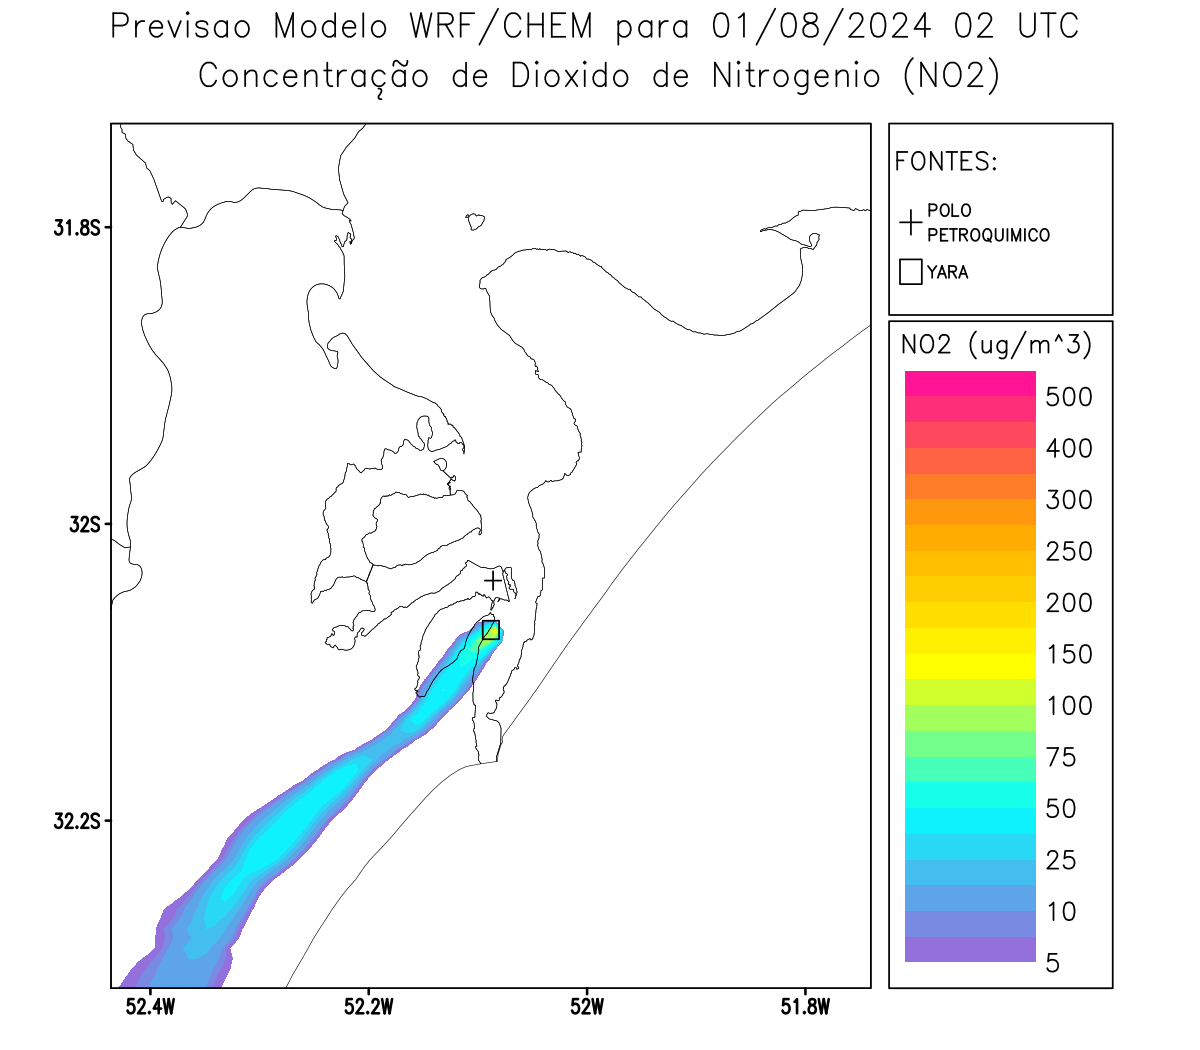 Previsao Modelo WRF/CHEM para 01/08/2024 02 UTC
Concentração de Dioxido de Nitrogenio (NO2)
FONTES:
POLO
PETROQUIMICO
YARA
NO2 (ug/m^3)
500
400
300
250
200
150
100
75
50
25
10
5
31.8S
32S
32.2S
52.4W
52.2W
52W
51.8W